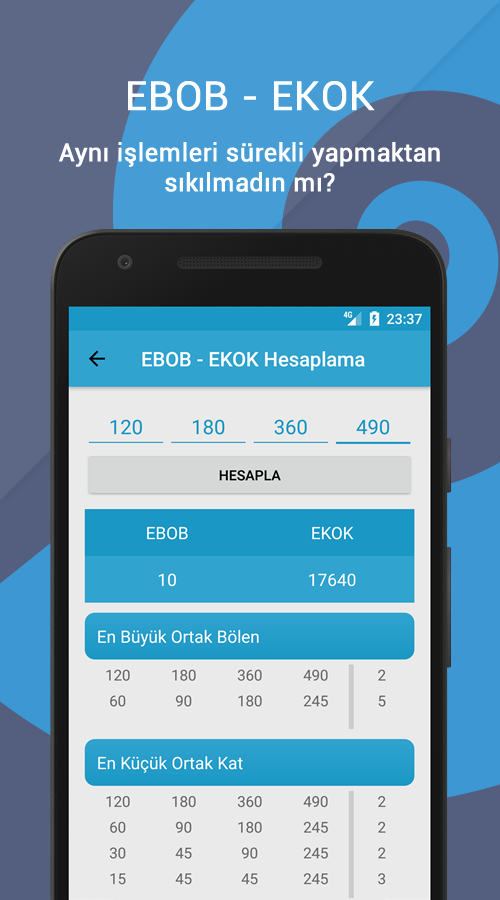 EBOB - EKOK
Aynı işlemleri sürekli yapmaktan
sıkılmadın mı?
4G 23:37
EBOB - EKOK Hesaplama
120 180 360 490
HESAPLA
EBOB EKOK
10 17640
En Büyük Ortak Bölen
120 180 360 490 2
60 90 180 245 5
En Küçük Ortak Kat
120 180 360 490 2
60 90 180 245 2
30 45 90 245 2
15 45 45 245 3